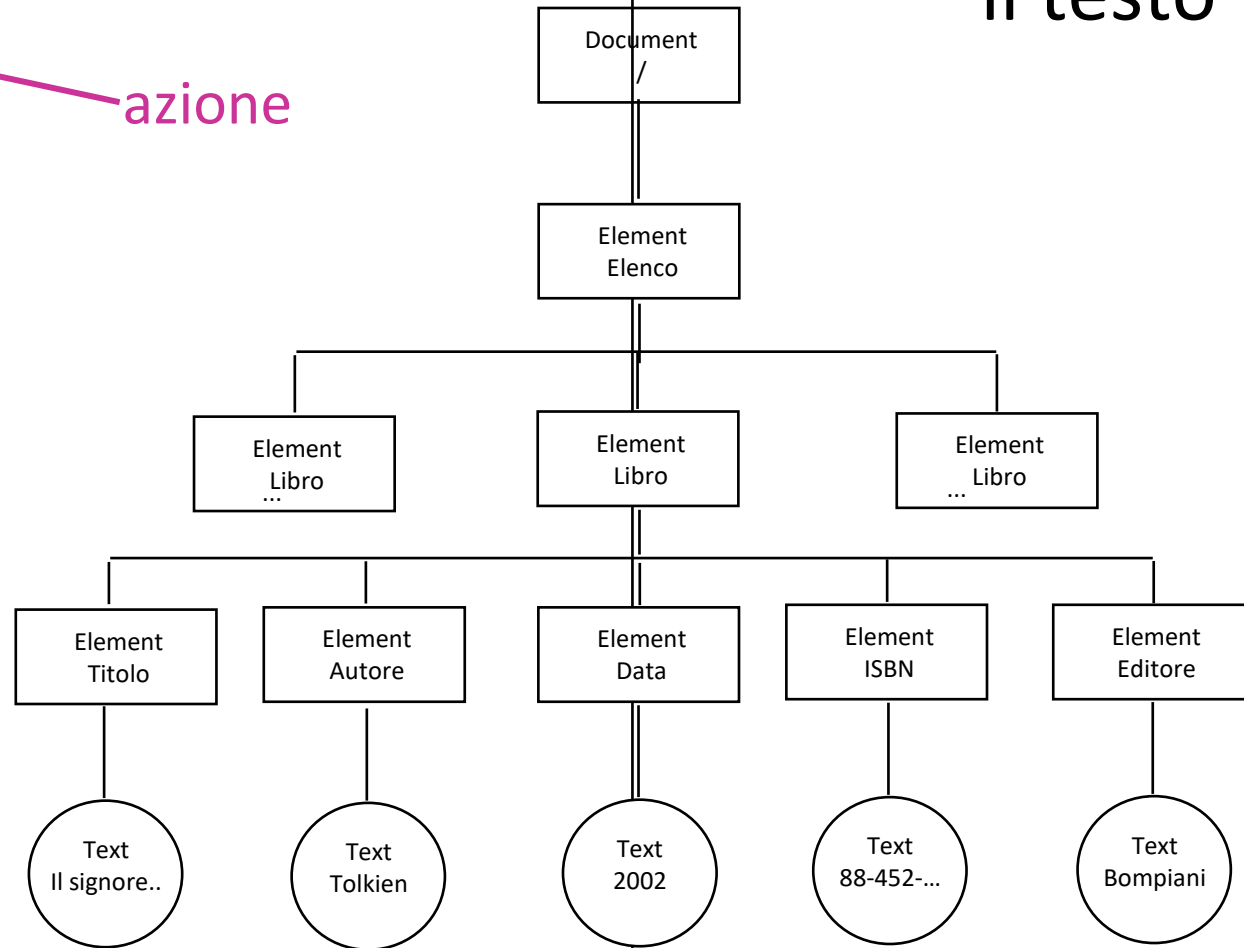 il testo
azione
Document
/
Element
Elenco
Element
Libro
...
Element
Libro
Element
Libro
...
Element
Titolo
Element
Autore
Element
Data
Element
ISBN
Element
Editore
Text
Il signore..
Text
Tolkien
Text
2002
Text
88-452-...
Text
Bompiani